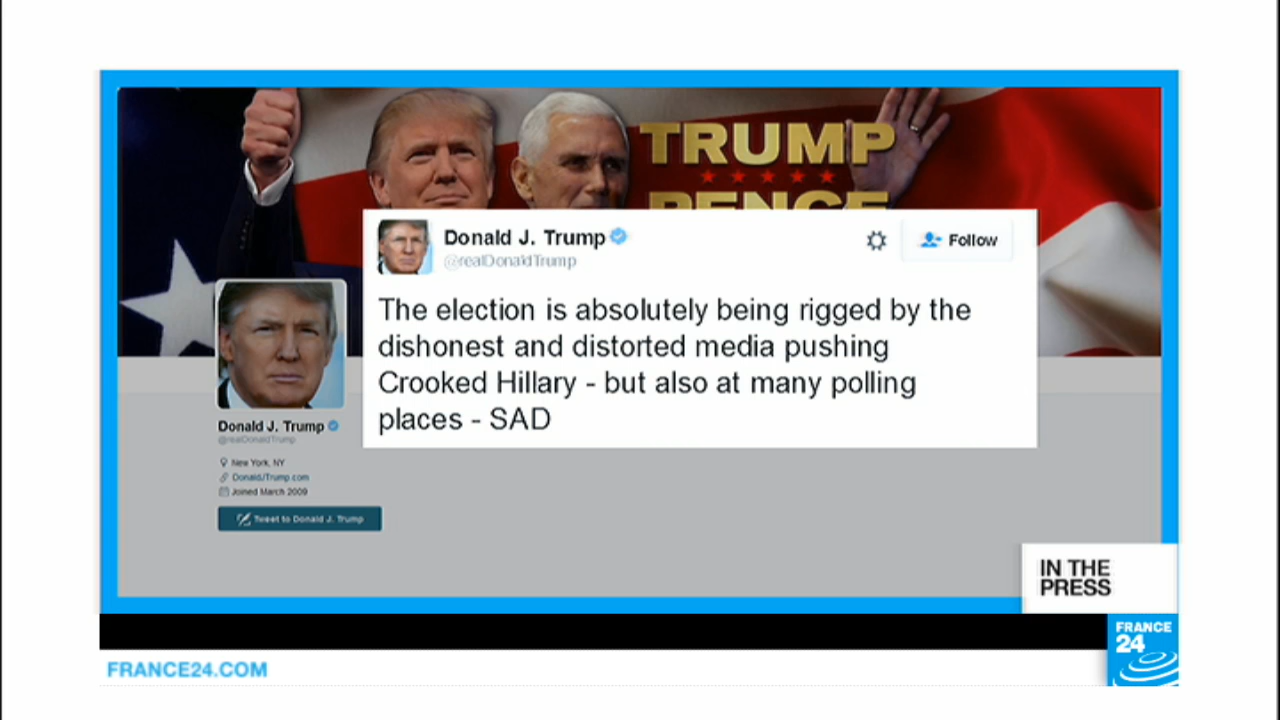 TRUMP
PENCE
Donald J. Trump
@realDonaldTrump
Follow
The election is absolutely being rigged by the
dishonest and distorted media pushing
Crooked Hillary - but also at many polling
places - SAD
Donald J. Trump
@realDonaldTrump
New York, NY
DonaldJTrump.com
Joined March 2009
Tweet to Donald J. Trump
IN THE
PRESS
FRANCE
24
FRANCE24.COM